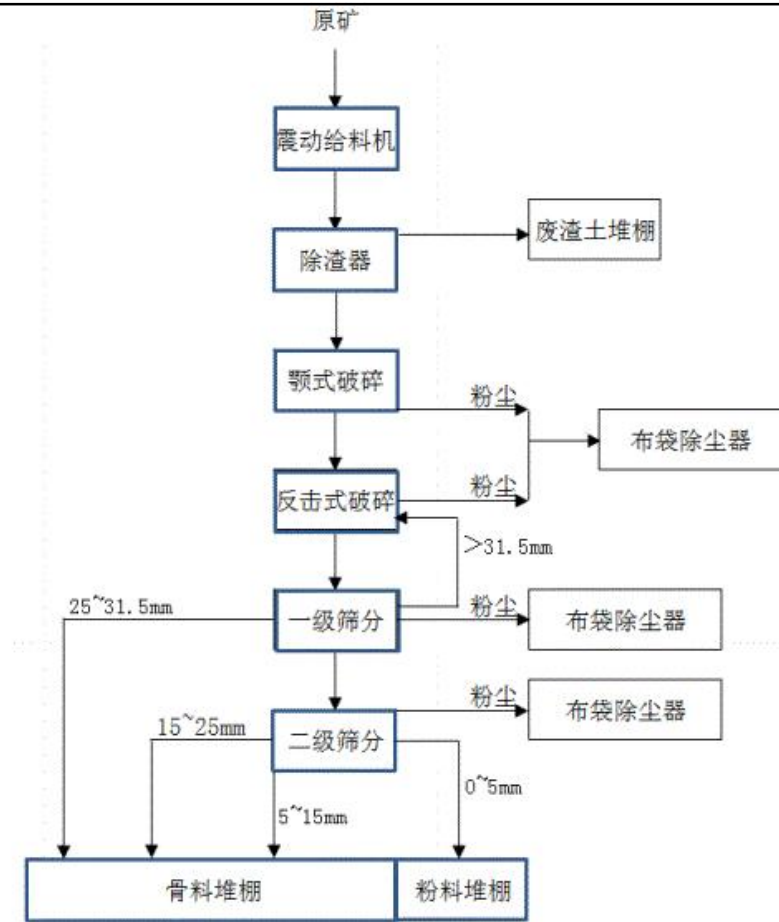 原矿
震动给料机
除渣器
废渣土堆棚
颚式破碎
粉尘
布袋除尘器
反击式破碎
粉尘
>31.5mm
25~31.5mm
一级筛分
粉尘
布袋除尘器
粉尘
布袋除尘器
15~25mm
二级筛分
0~5mm
5~15mm
骨料堆棚
粉料堆棚